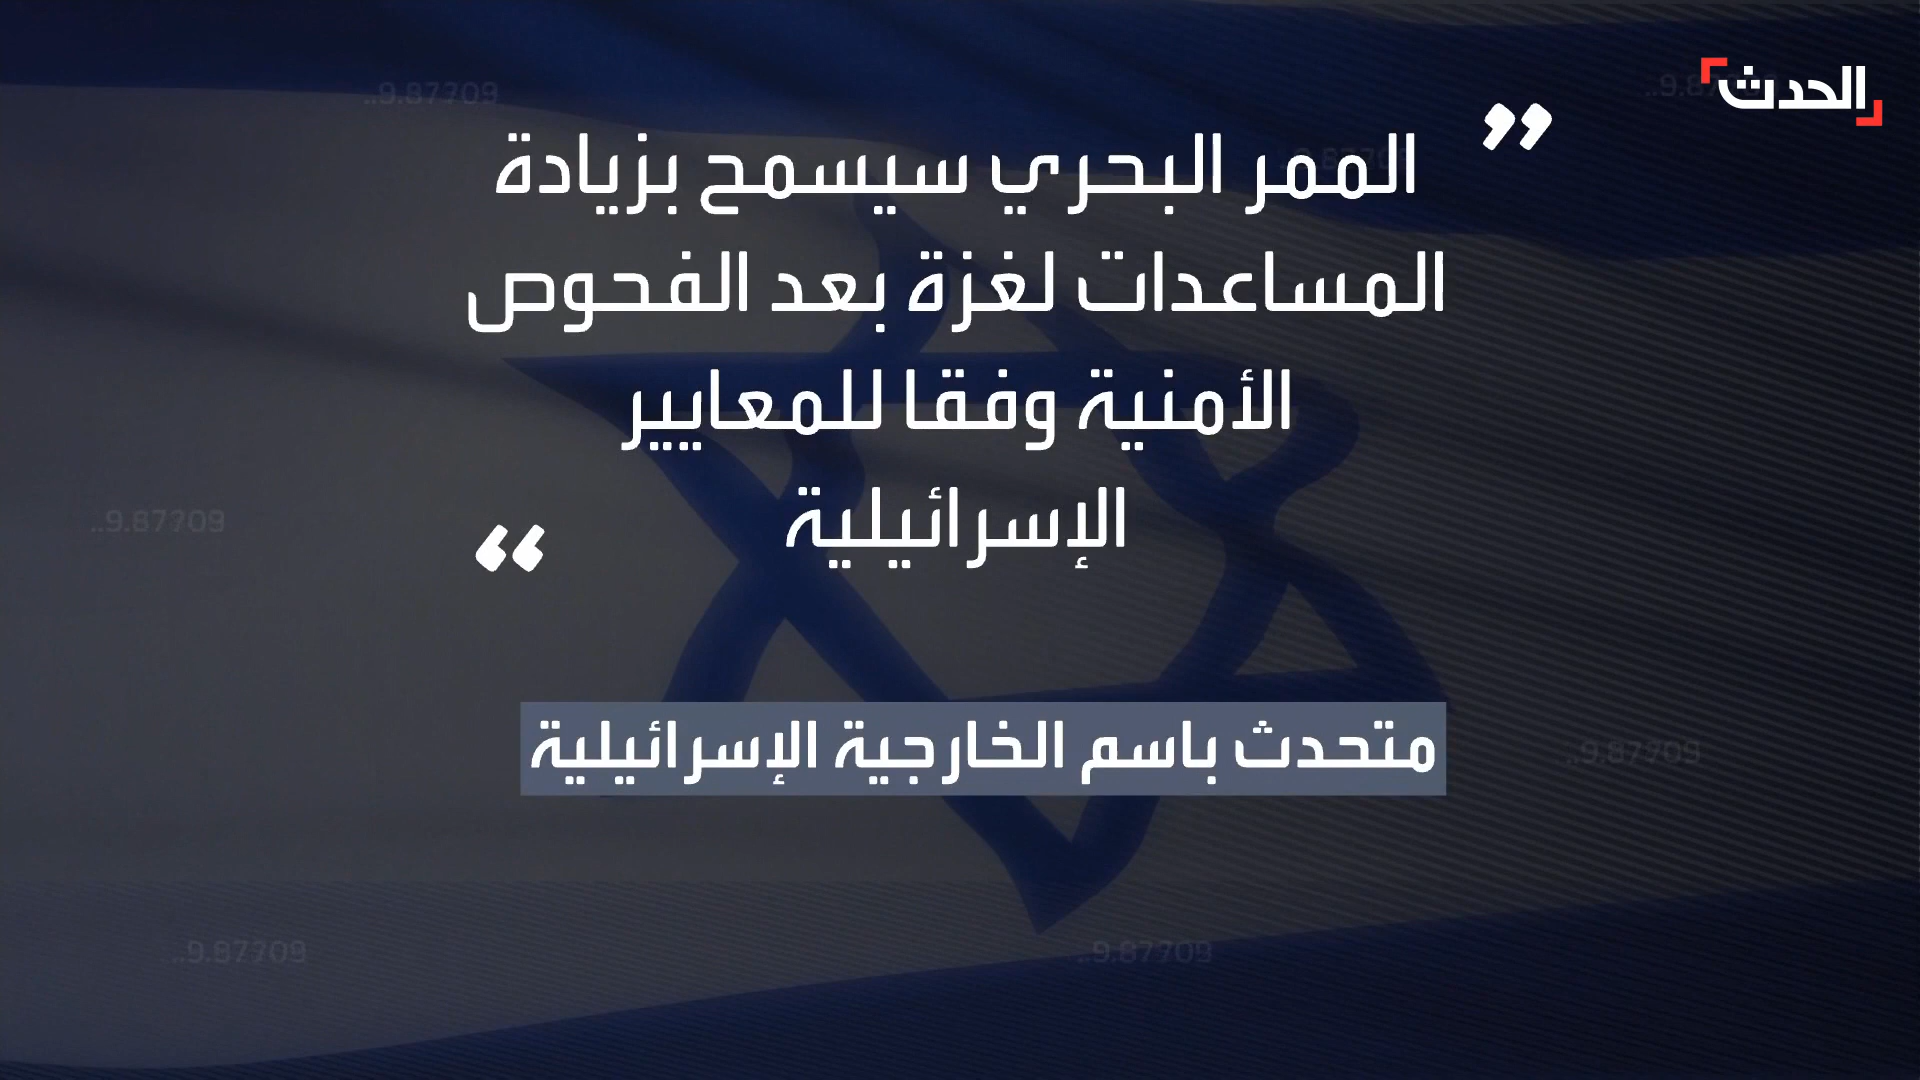 الحدث
الممر البحري سيسمح بزيادة
المساعدات لغزة بعد الفحوص
الأمنية وفقا للمعايير
الإسرائيلية
متحدث باسم الخارجية الإسرائيلية